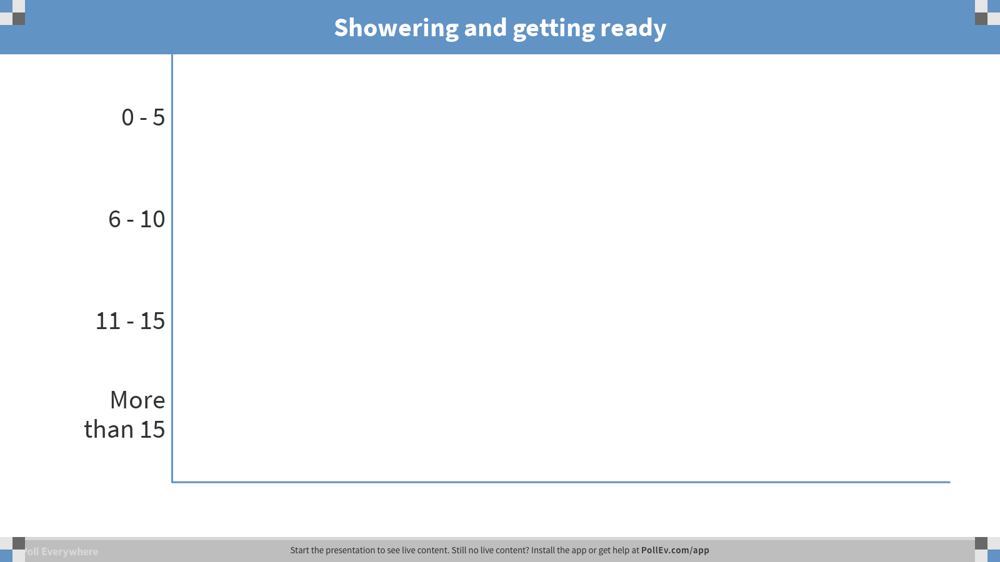 Showering and getting ready
0 - 5
6 - 10
11 - 15
More
than 15
Poll Everywhere
Start the presentation to see live content. Still no live content? Install the app or get help at PollEv.com/app